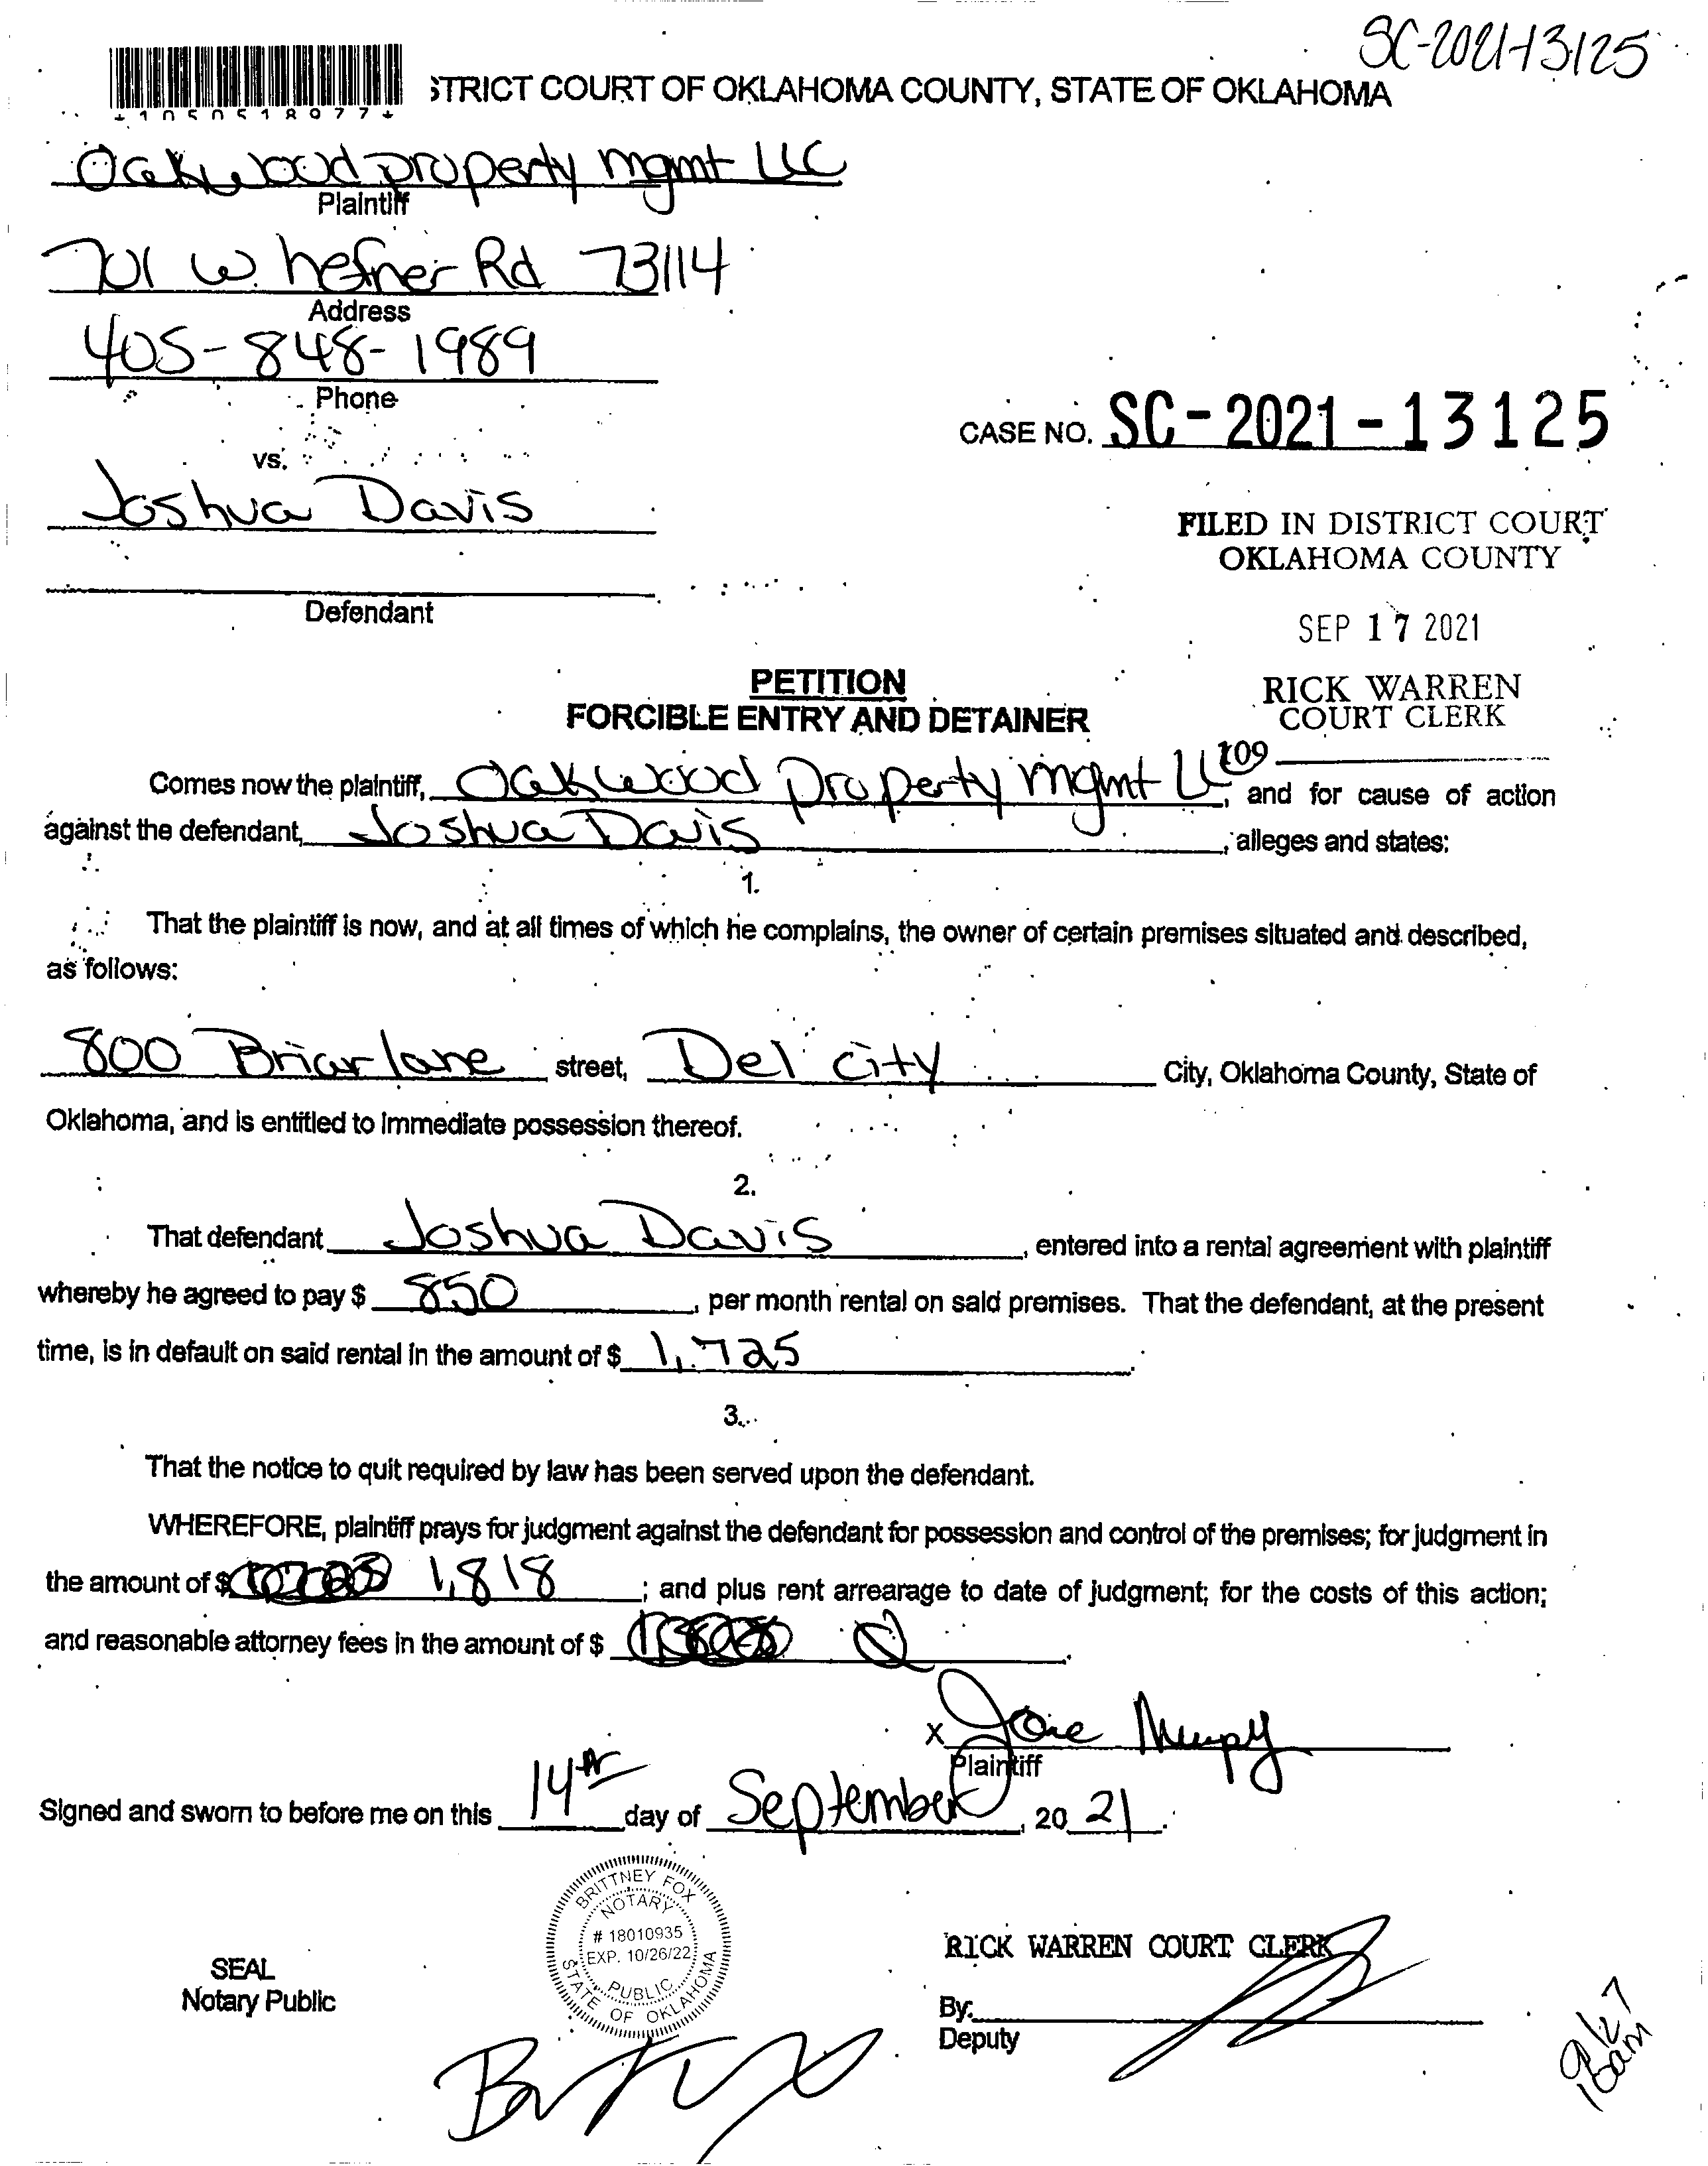 SC-2021-13125
STRICT COURT OF OKLAHOMA COUNTY, STATE OF OKLAHOMA
* 1 0 5 0 5 1 8 9 7 7 *
Oakwood property mgmt LLC
Plaintiff
701 W. hefner Rd 73114
Address
405-848-1989
Phone
CASE NO. SC-2021-13125
vs.
Joshua Davis
FILED IN DISTRICT COURT
OKLAHOMA COUNTY
Defendant
SEP 17 2021
PETITION
RICK WARREN
FORCIBLE ENTRY AND DETAINER
COURT CLERK
109
Comes now the plaintiff, Oakwood Property mgmt LLC, and for cause of action
against the defendant, Joshua Davis, alleges and states:
1.
That the plaintiff is now, and at all times of which he complains, the owner of certain premises situated and described,
as follows:
800 Briar lane street, Del City City, Oklahoma County, State of
Oklahoma, and is entitled to immediate possession thereof.
2.
That defendant Joshua Davis, entered into a rental agreement with plaintiff
whereby he agreed to pay $ 850, per month rental on said premises. That the defendant, at the present
time, is in default on said rental in the amount of $ 1,725.
3.
That the notice to quit required by law has been served upon the defendant.
WHEREFORE, plaintiff prays for judgment against the defendant for possession and control of the premises; for judgment in
the amount of $ 1,818; and plus rent arrearage to date of judgment; for the costs of this action;
and reasonable attorney fees in the amount of $
x
Plaintiff
Signed and sworn to before me on this 14th day of September, 20 21.
BRITTNEY FOX
NOTARY
# 18010935
EXP. 10/26/22
PUBLIC
STATE OF OKLAHOMA
SEAL
Notary Public
RICK WARREN COURT CLERK
By:
Deputy